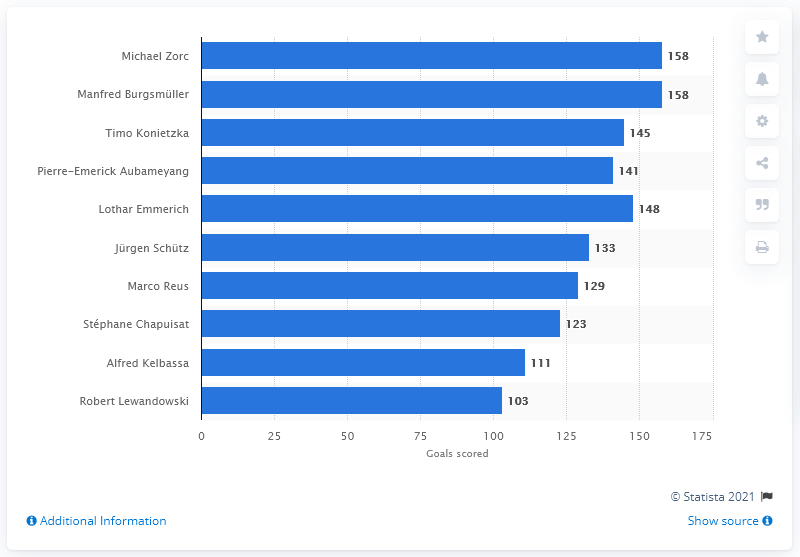 Michael Zorc 158
Manfred Burgsmüller 158
Timo Konietzka 145
Pierre-Emerick Aubameyang 141
Lothar Emmerich 148
Jürgen Schütz 133
Marco Reus 129
Stéphane Chapuisat 123
Alfred Kelbassa 111
Robert Lewandowski 103
0 25 50 75 100 125 150 175
Goals scored
© Statista 2021
Additional Information Show source